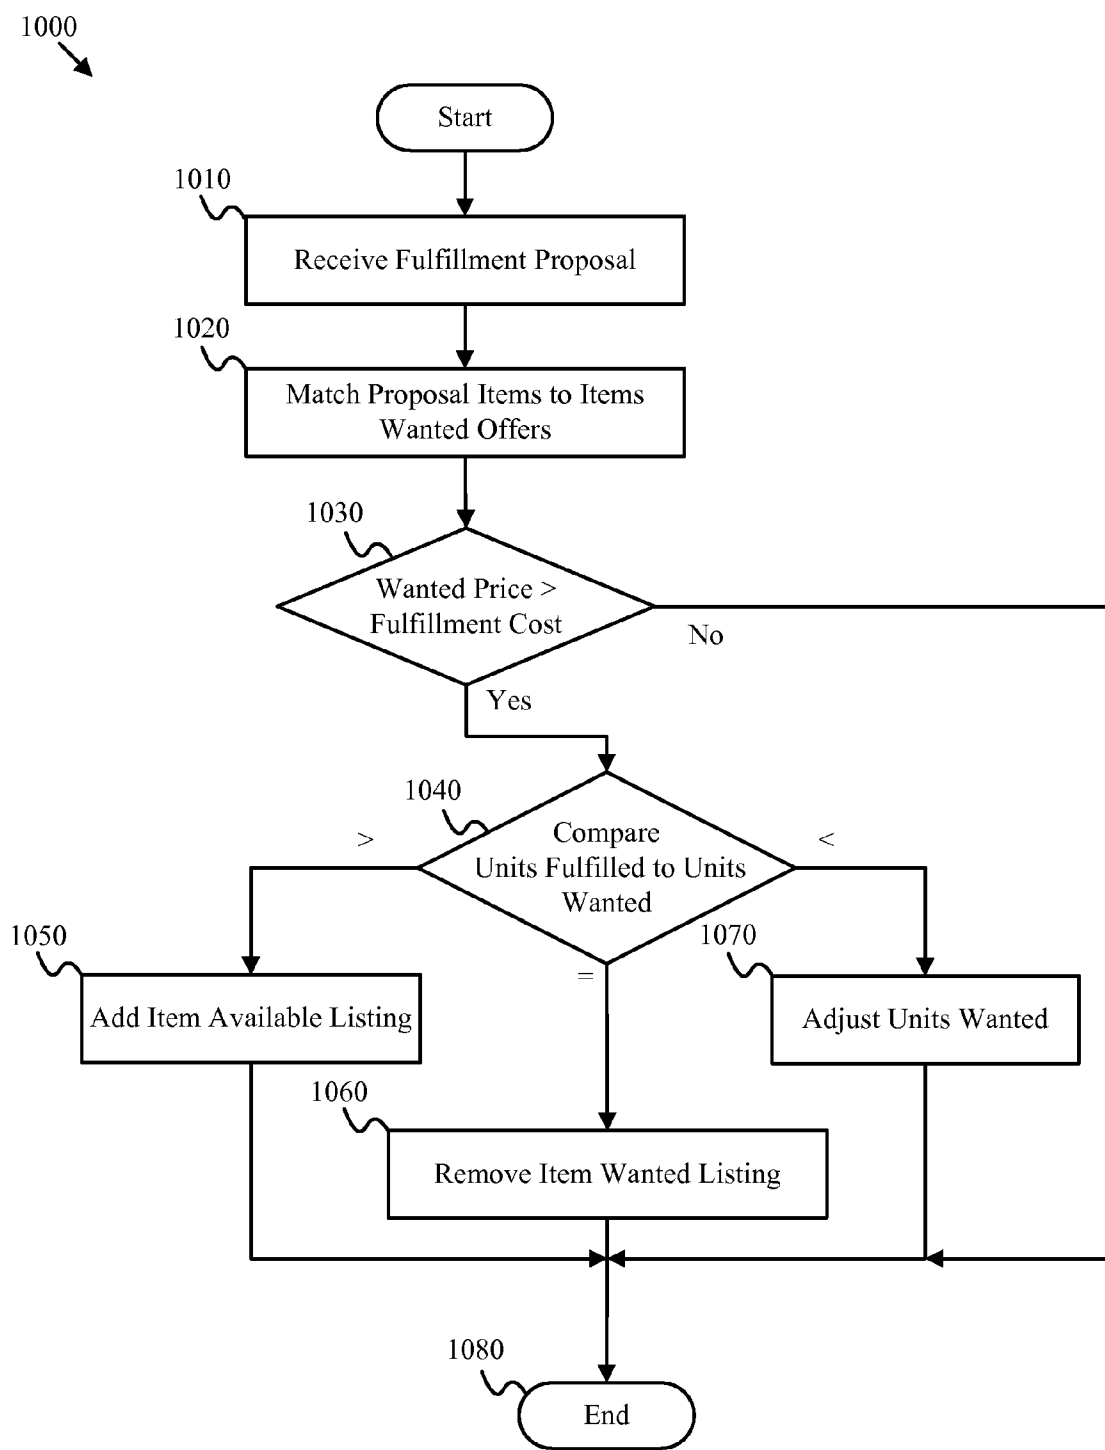 1000
Start
1010
Receive Fulfillment Proposal
1020
Match Proposal Items to Items
Wanted Offers
1030
Wanted Price >
Fulfillment Cost
No
Yes
1040
>
Compare
<
Units Fulfilled to Units
Wanted
1050
=
1070
Add Item Available Listing
Adjust Units Wanted
1060
Remove Item Wanted Listing
1080
End